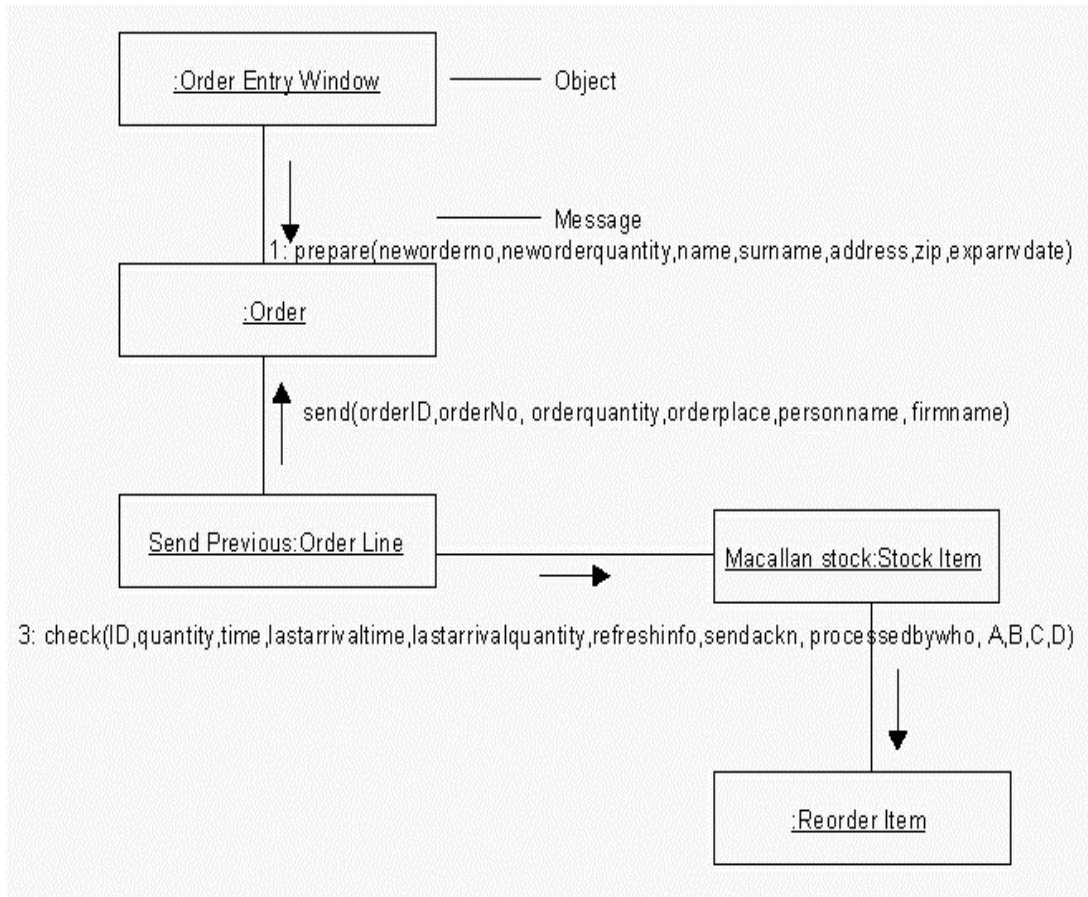 :Order Entry Window
Object
Message
1: prepare(neworderno,neworderquantity,name,surname,address,zip,exparrvdate)
:Order
send(orderID,orderNo, orderquantity,orderplace,personname, firmname)
Send Previous:Order Line
Macallan stock:Stock Item
3: check(ID,quantity,time,lastarrivaltime,lastarrivalquantity,refreshinfo,sendackn, processedbywho, A,B,C,D)
:Reorder Item